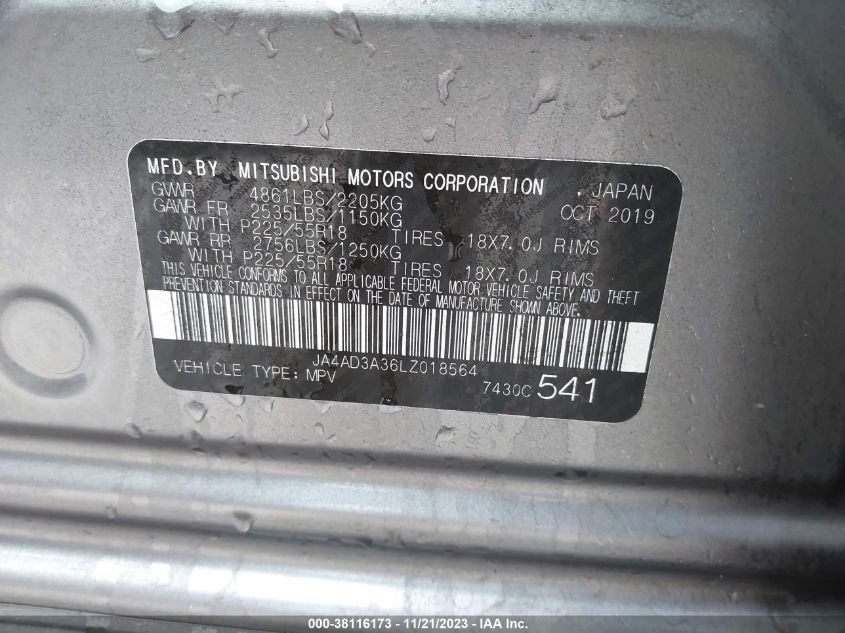 MFD.BY MITSUBISHI MOTORS CORPORATION . JAPAN
GVWR 4861LBS/2205KG OCT 2019
GAWR FR 2535LBS/1150KG
WITH P225/55R18 TIRES 18X7.0J RIMS
GAWR RR 2756LBS/1250KG
WITH P225/55R18 TIRES 18X7.0J RIMS
THIS VEHICLE CONFORMS TO ALL APPLICABLE FEDERAL MOTOR VEHICLE SAFETY AND THEFT
PREVENTION STANDARDS IN EFFECT ON THE DATE OF MANUFACTURE SHOWN ABOVE.
JA4AD3A36LZ018564
VEHICLE TYPE: MPV 7430C 541
000-38116173 - 11/21/2023 - IAA Inc.